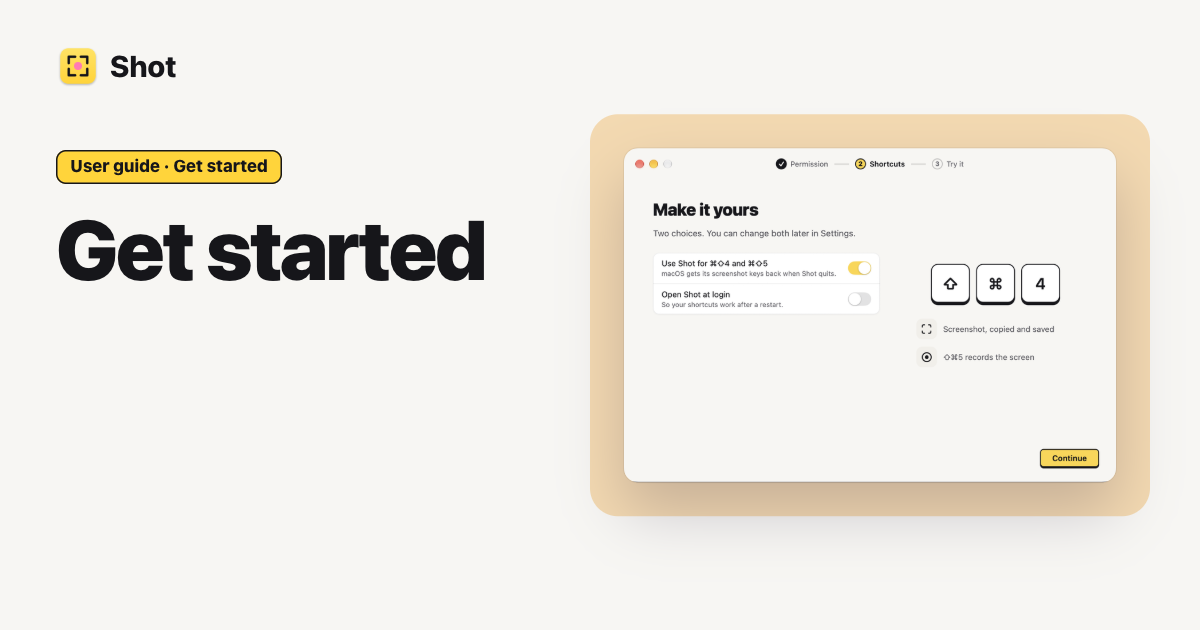 Shot
User guide · Get started
Get started
Permission
2 Shortcuts
3 Try it
Make it yours
Two choices. You can change both later in Settings.
Use Shot for ⌘⇧4 and ⌘⇧5
macOS gets its screenshot keys back when Shot quits.
Open Shot at login
So your shortcuts work after a restart.
⇧ ⌘ 4
Screenshot, copied and saved
⇧⌘5 records the screen
Continue